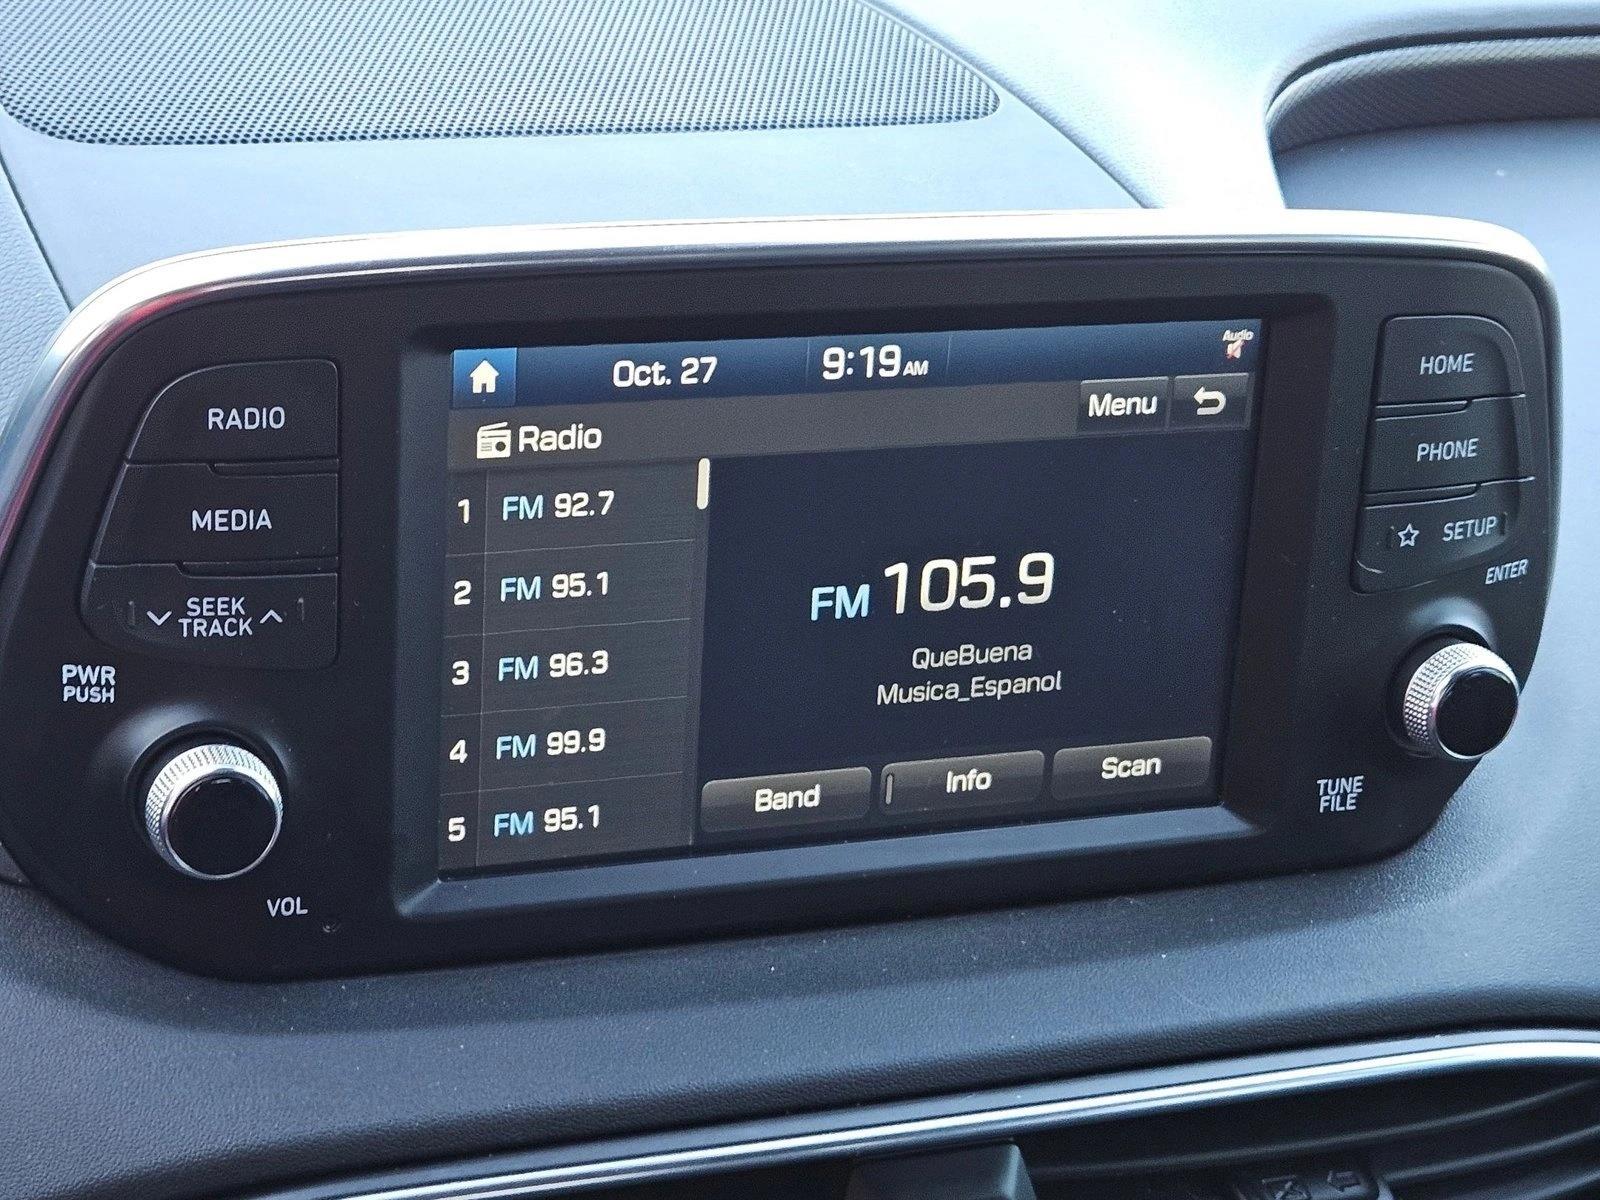 Oct. 27 9:19 AM Audio
Radio Menu
1 FM 92.7
2 FM 95.1
3 FM 96.3
4 FM 99.9
5 FM 95.1
FM 105.9
QueBuena
Musica_Espanol
Band Info Scan
RADIO
MEDIA
SEEK
TRACK
PWR
PUSH
VOL
HOME
PHONE
SETUP
ENTER
TUNE
FILE